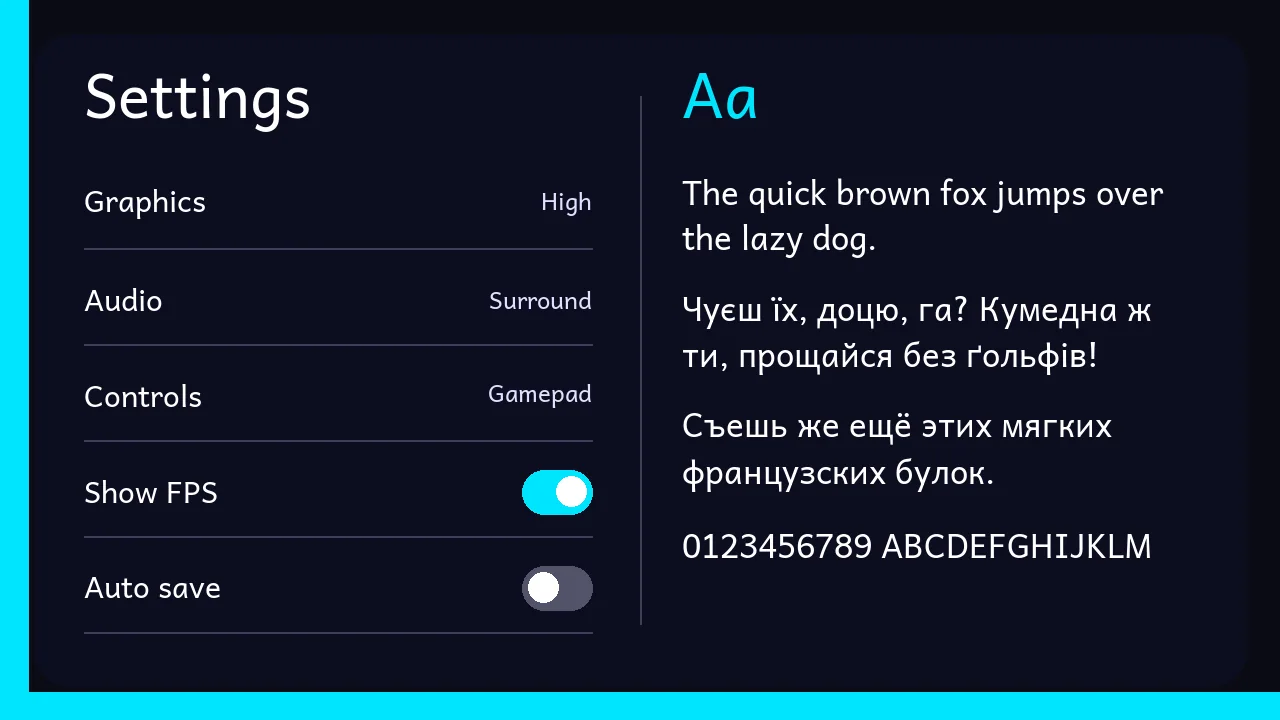 Settings
Graphics High
Audio Surround
Controls Gamepad
Show FPS
Auto save
Aa
The quick brown fox jumps over
the lazy dog.
Чуєш їх, доцю, га? Кумедна ж
ти, прощайся без ґольфів!
Съешь же ещё этих мягких
французских булок.
0123456789 ABCDEFGHIJKLM